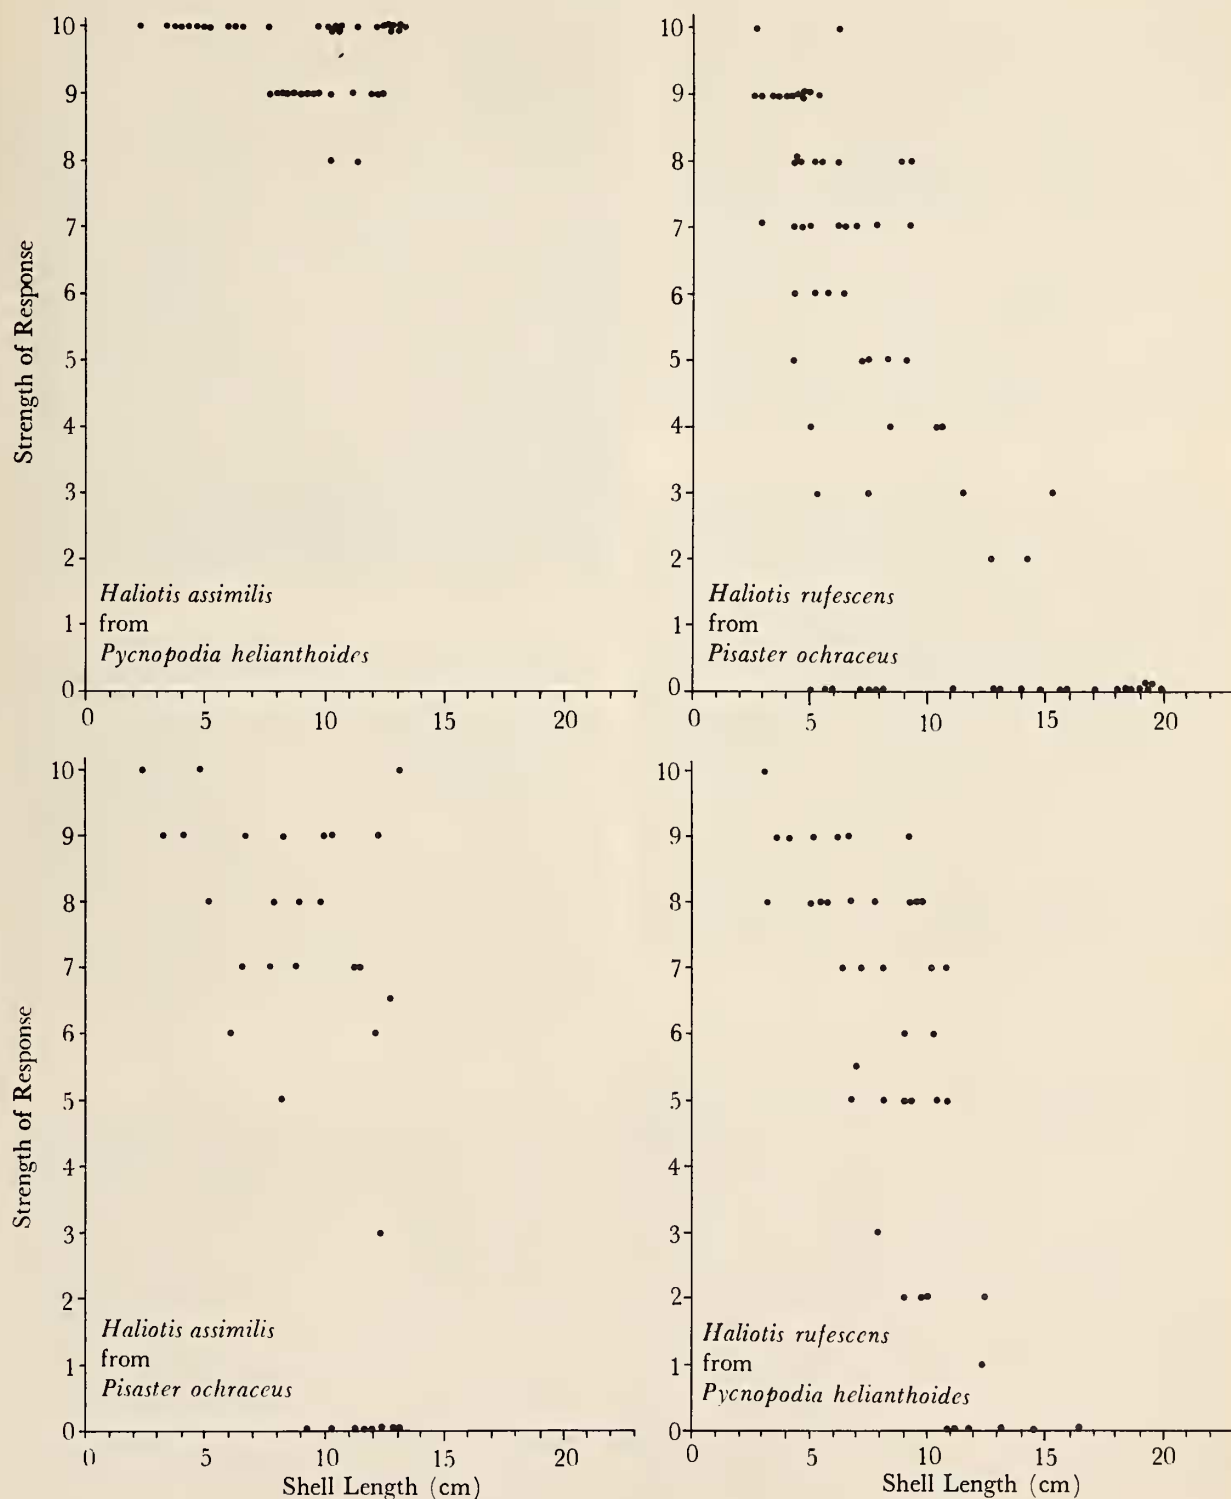 10
9
8
7
6
5
4
3
2
1
0
Strength of Response
Haliotis assimilis
from
Pycnopodia helianthoides
0 5 10 15 20
10
9
8
7
6
5
4
3
2
1
0
Haliotis rufescens
from
Pisaster ochraceus
0 5 10 15 20
10
9
8
7
6
5
4
3
2
1
0
Strength of Response
Haliotis assimilis
from
Pisaster ochraceus
0 5 10 15 20
Shell Length (cm)
10
9
8
7
6
5
4
3
2
1
0
Haliotis rufescens
from
Pycnopodia helianthoides
0 5 10 15 20
Shell Length (cm)